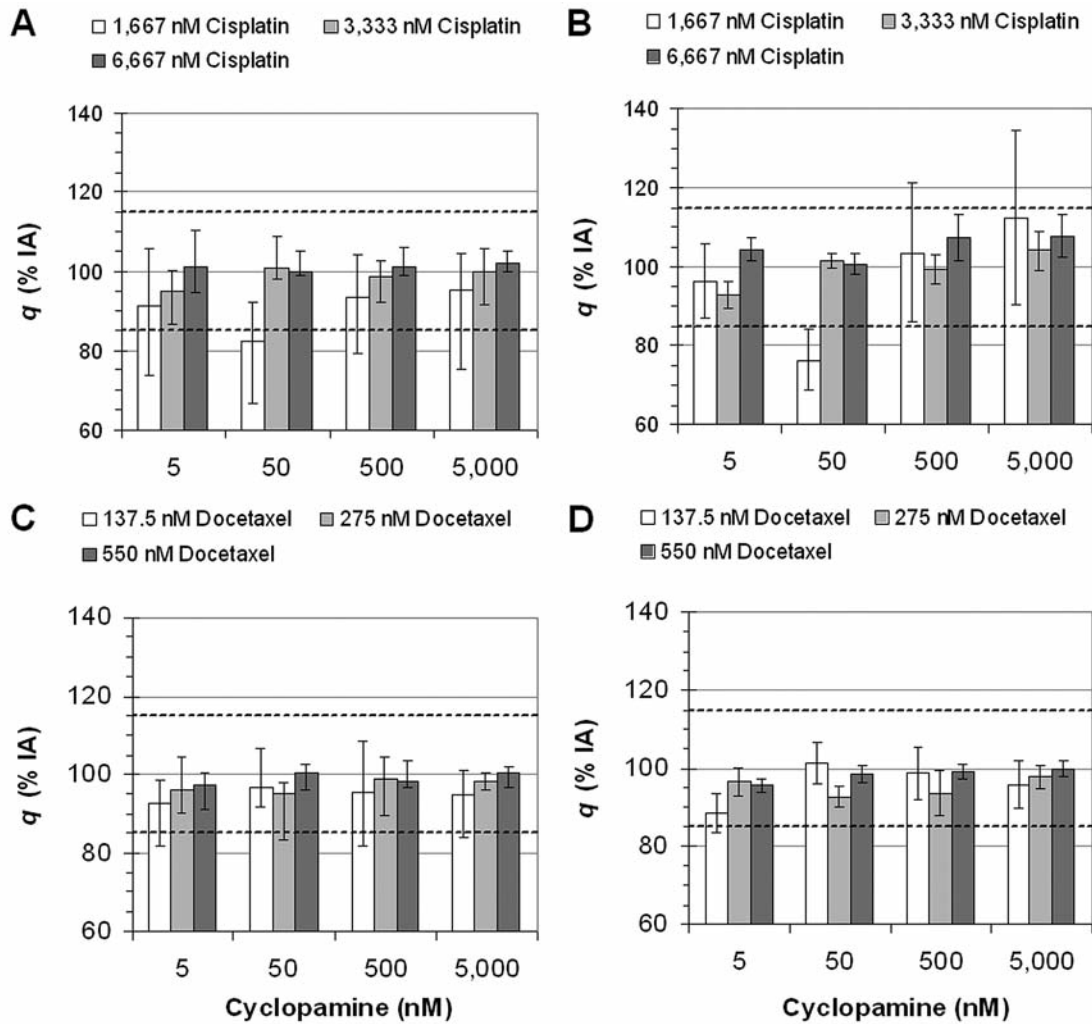 A
1,667 nM Cisplatin 3,333 nM Cisplatin
6,667 nM Cisplatin
q (% IA)
140
120
100
80
60
5 50 500 5,000
B
1,667 nM Cisplatin 3,333 nM Cisplatin
6,667 nM Cisplatin
q (% IA)
140
120
100
80
60
5 50 500 5,000
C
137.5 nM Docetaxel 275 nM Docetaxel
550 nM Docetaxel
q (% IA)
140
120
100
80
60
5 50 500 5,000
Cyclopamine (nM)
D
137.5 nM Docetaxel 275 nM Docetaxel
550 nM Docetaxel
q (% IA)
140
120
100
80
60
5 50 500 5,000
Cyclopamine (nM)